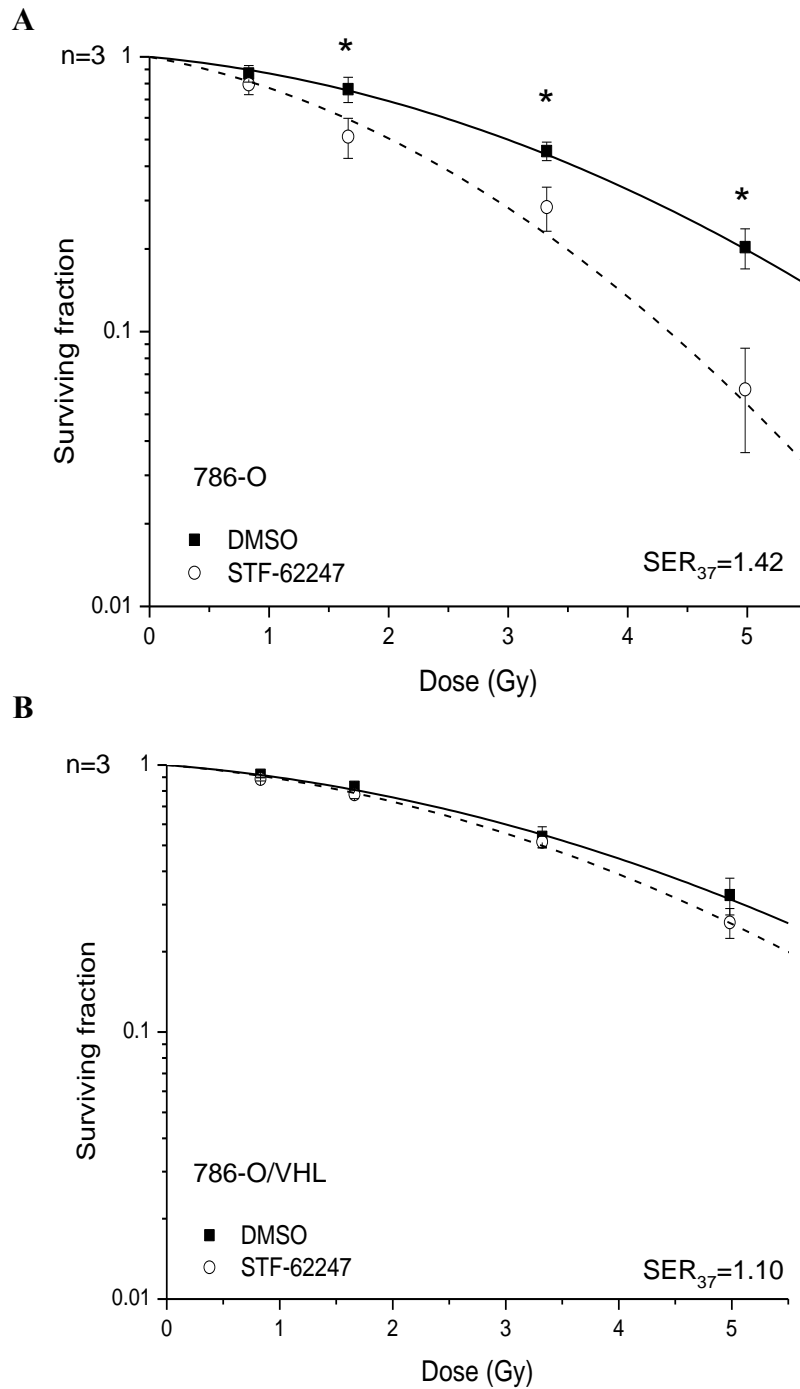 A
n=3
1
*
*
*
0.1
0.01
Surviving fraction
786-O
DMSO
STF-62247
SER37=1.42
0 1 2 3 4 5
Dose (Gy)
B
n=3
1
0.1
0.01
Surviving fraction
786-O/VHL
DMSO
STF-62247
SER37=1.10
0 1 2 3 4 5
Dose (Gy)